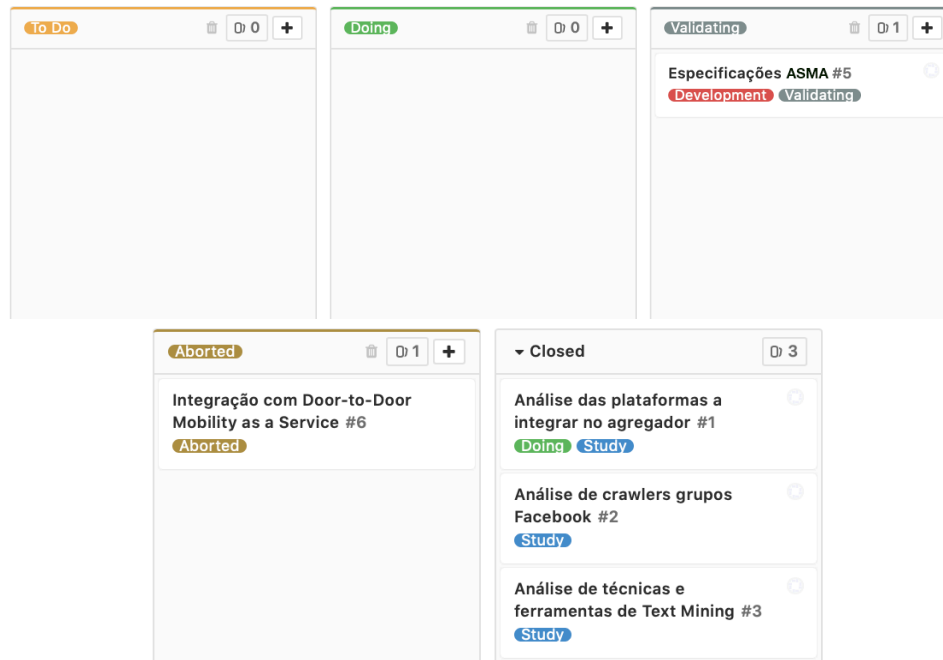 To Do 0
Doing 0
Validating 1
Especificações ASMA #5
Development Validating
Aborted 1
Integração com Door-to-Door
Mobility as a Service #6
Aborted
Closed 3
Análise das plataformas a
integrar no agregador #1
Doing Study
Análise de crawlers grupos
Facebook #2
Study
Análise de técnicas e
ferramentas de Text Mining #3
Study